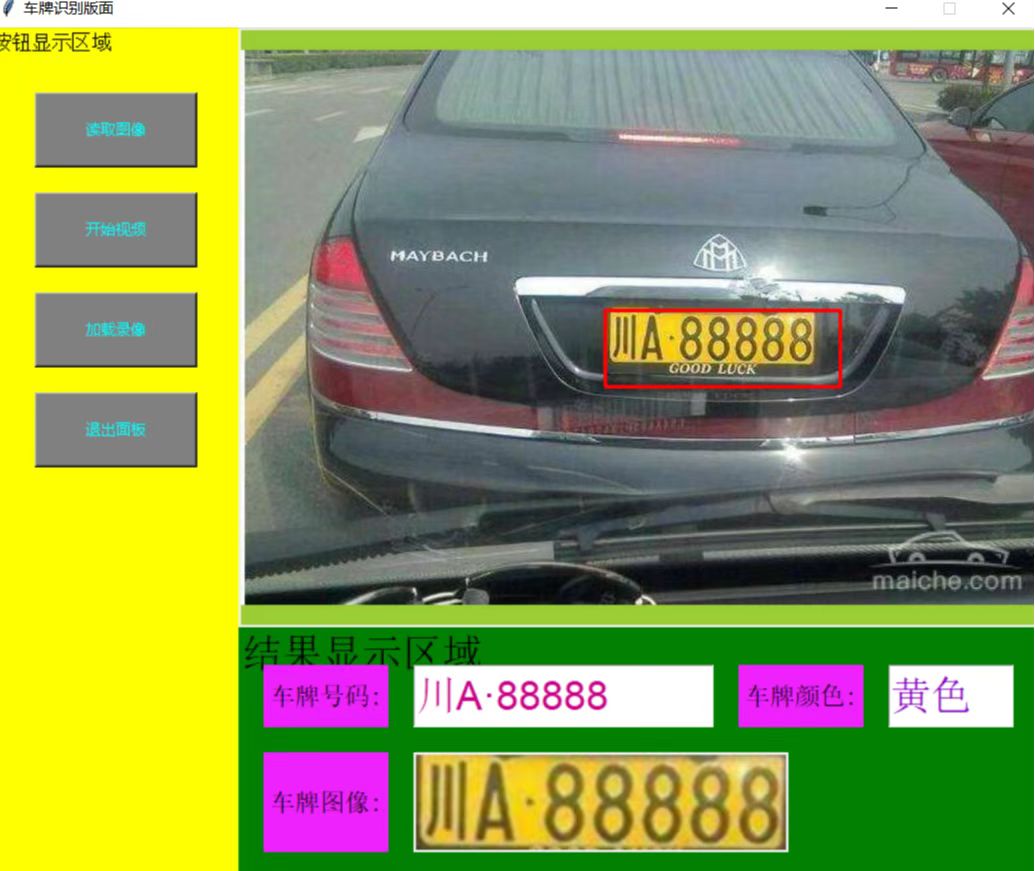 车牌识别版面
按钮显示区域
读取图像
开始视频
加载录像
退出面板
MAYBACH
川A·88888
GOOD LUCK
maiche.com
结果显示区域
车牌号码: 川A·88888 车牌颜色: 黄色
车牌图像: 川A·88888